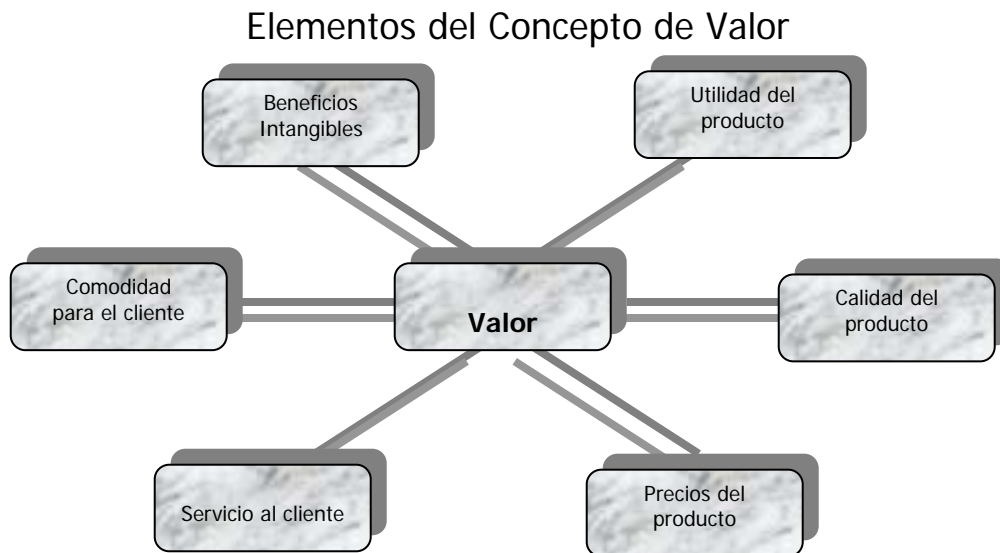 Elementos del Concepto de Valor
Beneficios
Intangibles
Utilidad del
producto
Comodidad
para el cliente
Valor
Calidad del
producto
Servicio al cliente
Precios del
producto